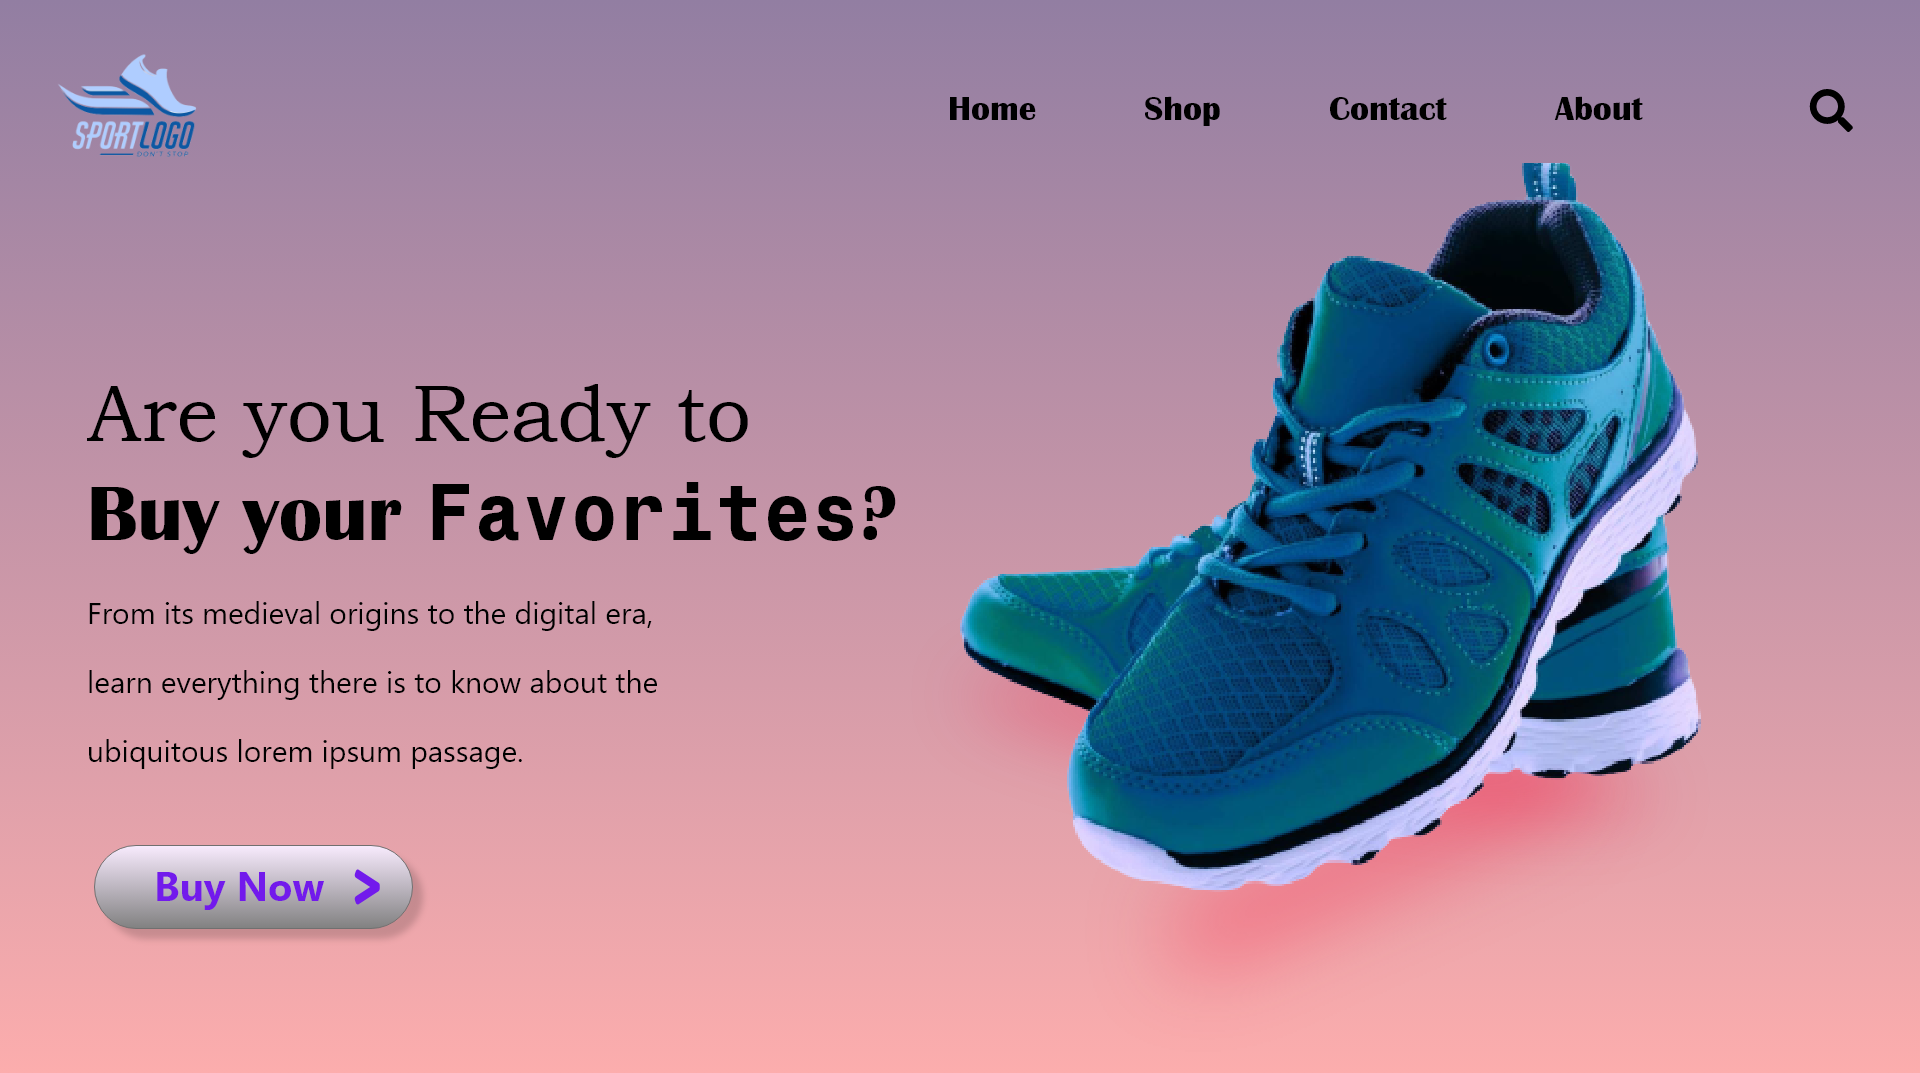 SPORTLOGO
DON'T STOP
Home Shop Contact About
Are you Ready to
Buy your Favorites?
From its medieval origins to the digital era,
learn everything there is to know about the
ubiquitous lorem ipsum passage.
Buy Now >